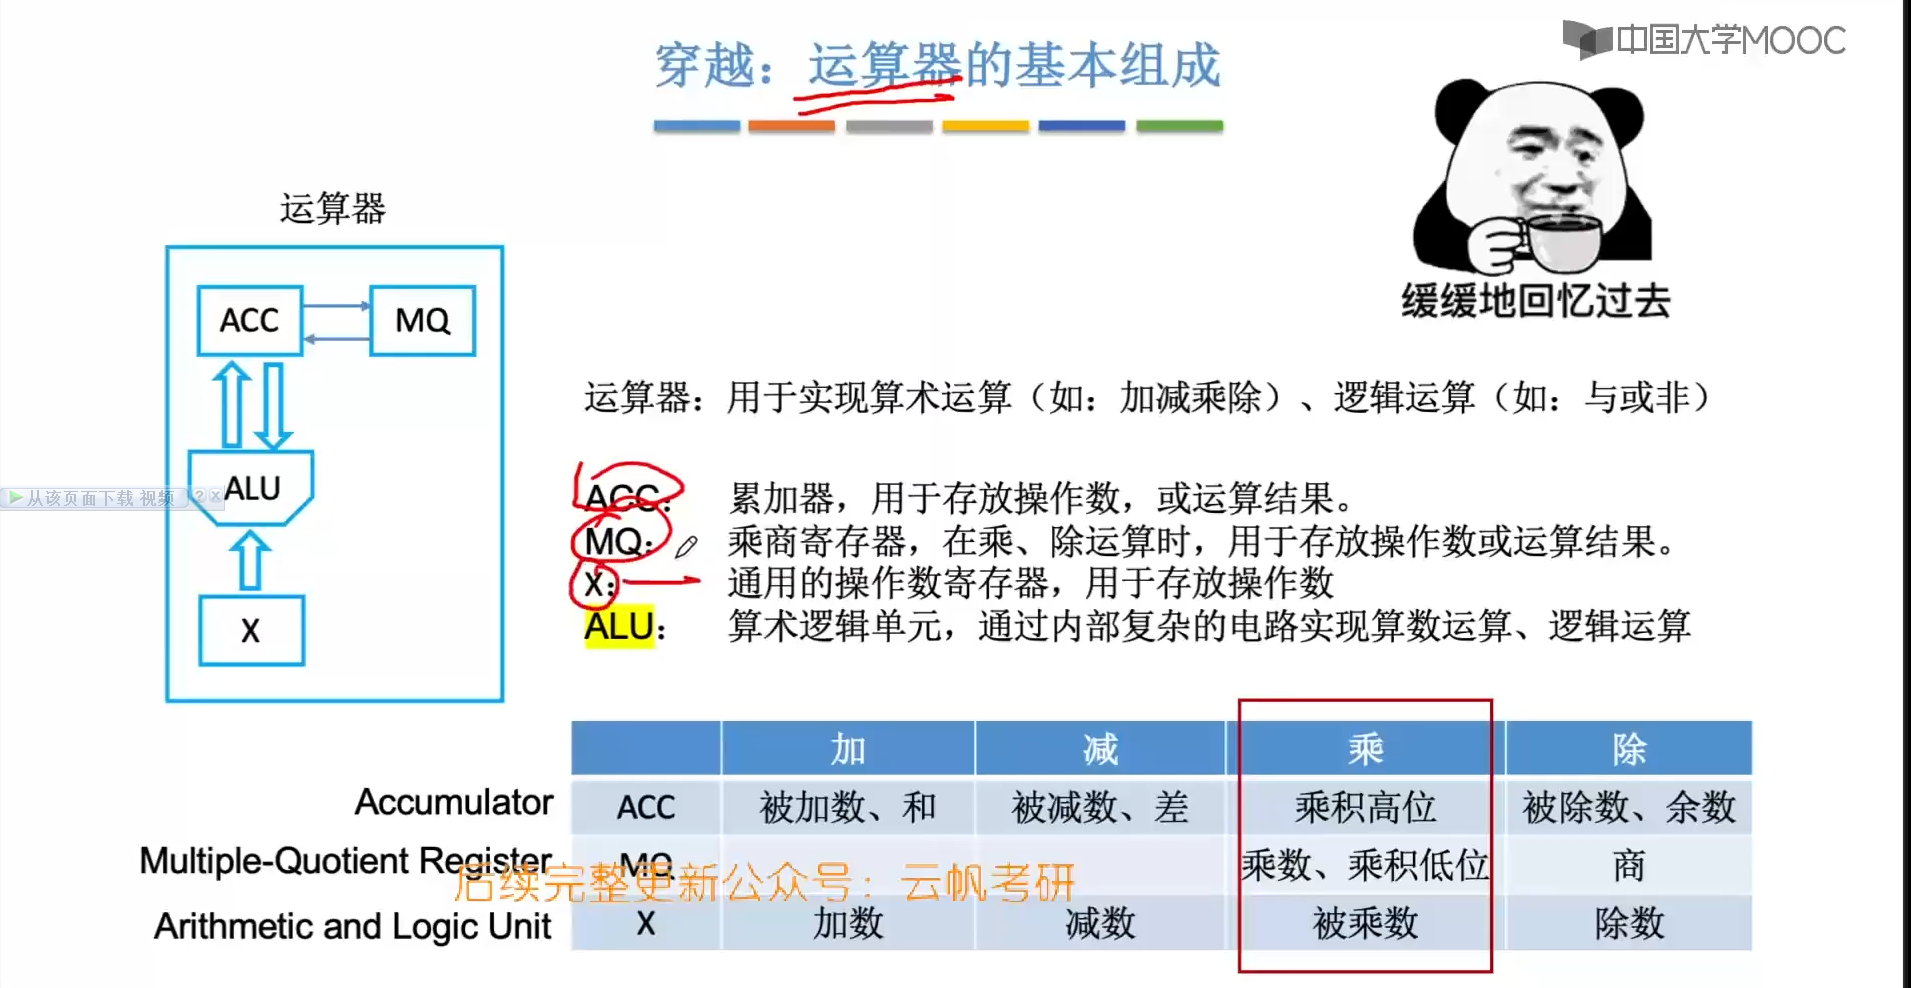 中国大学MOOC
穿越：运算器的基本组成
缓缓地回忆过去
运算器
ACC
MQ
ALU
X
从该页面下载 视频 ? x
运算器：用于实现算术运算（如：加减乘除）、逻辑运算（如：与或非）
ACC： 累加器，用于存放操作数，或运算结果。
MQ： 乘商寄存器，在乘、除运算时，用于存放操作数或运算结果。
X： 通用的操作数寄存器，用于存放操作数
ALU： 算术逻辑单元，通过内部复杂的电路实现算数运算、逻辑运算
加 减 乘 除
Accumulator ACC 被加数、和 被减数、差 乘积高位 被除数、余数
Multiple-Quotient Register MQ 乘数、乘积低位 商
后续完整更新公众号：云帆考研
Arithmetic and Logic Unit X 加数 减数 被乘数 除数